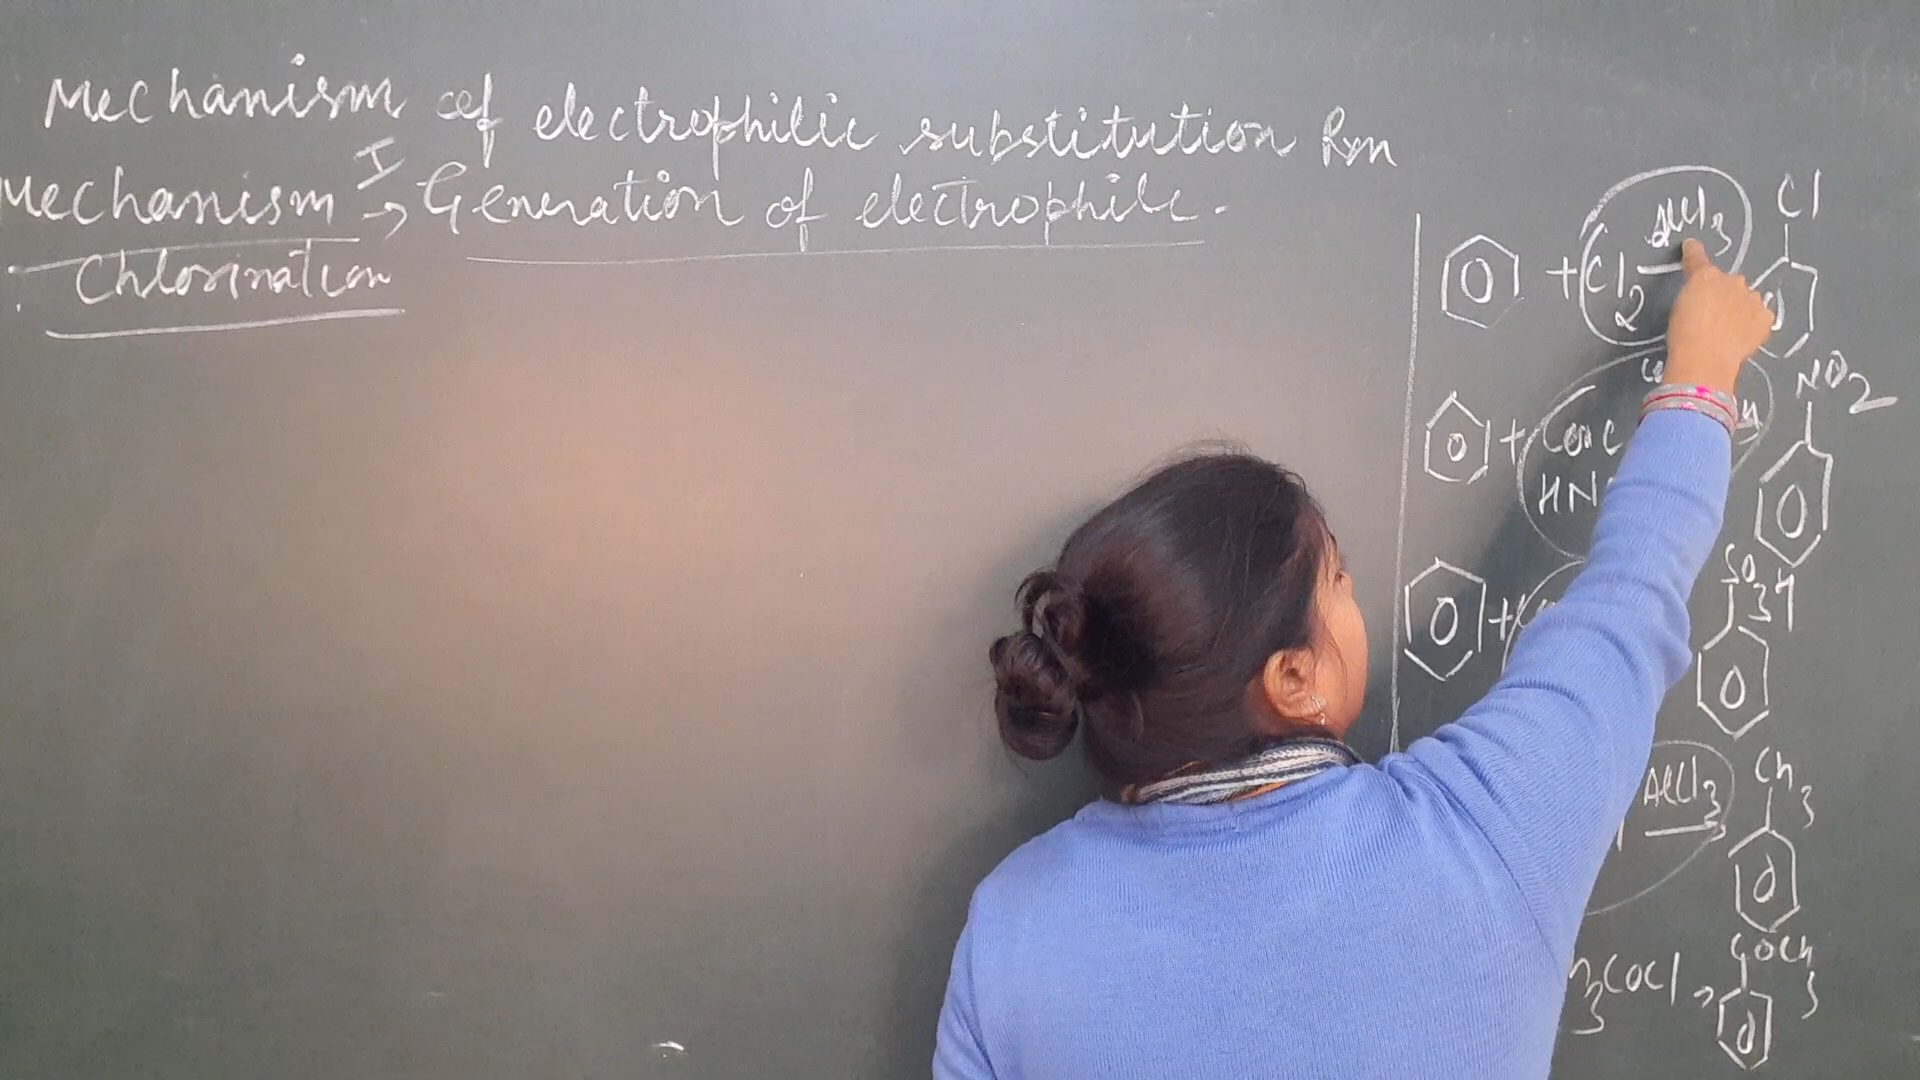 Mechanism of electrophilic substitution Rxn
Mechanism I → Generation of electrophile.
: Chlorination
+ Cl2 AlCl3 Cl
+ Conc NO2
HN
+ SO3H
AlCl3 CH3
3COCl → COCH3